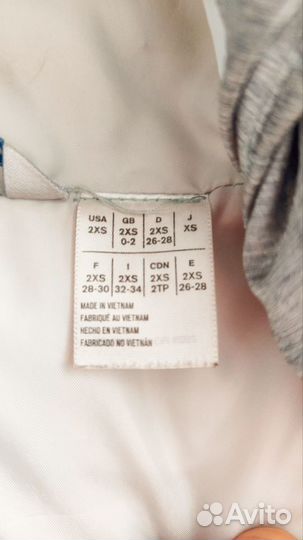 USA GB D J
2XS 2XS 2XS XS
0-2 26-28
F I CDN E
2XS 2XS 2XS 2XS
28-30 32-34 2TP 26-28
MADE IN VIETNAM
FABRIQUÉ AU VIETNAM
HECHO EN VIETNAM
FABRICADO NO VIETNÃ
Avito